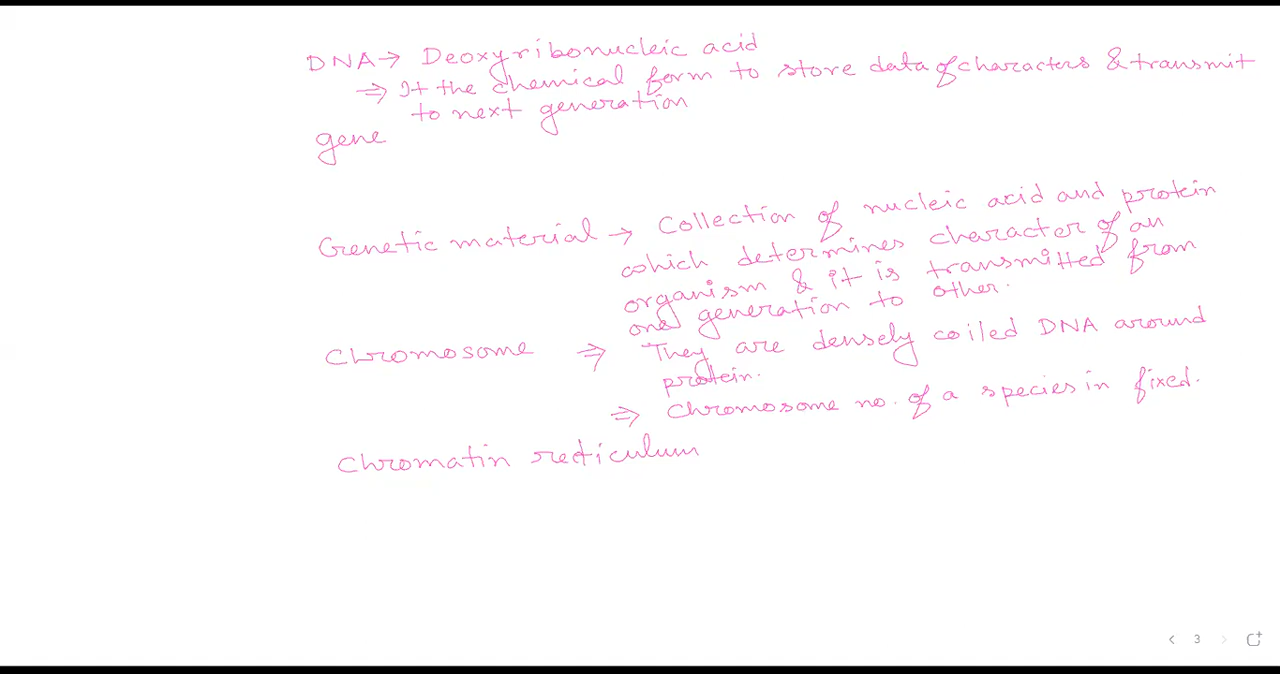 DNA → Deoxyribonucleic acid
⇒ It the chemical form to store data of characters & transmit
to next generation
gene
Genetic material → Collection of nucleic acid and protein
which determines character of an
organism & it is transmitted from
one generation to other.
Chromosome ⇒ They are densely coiled DNA around
protein.
⇒ Chromosome no. of a species in fixed.
Chromatin recticulum
< 3 >